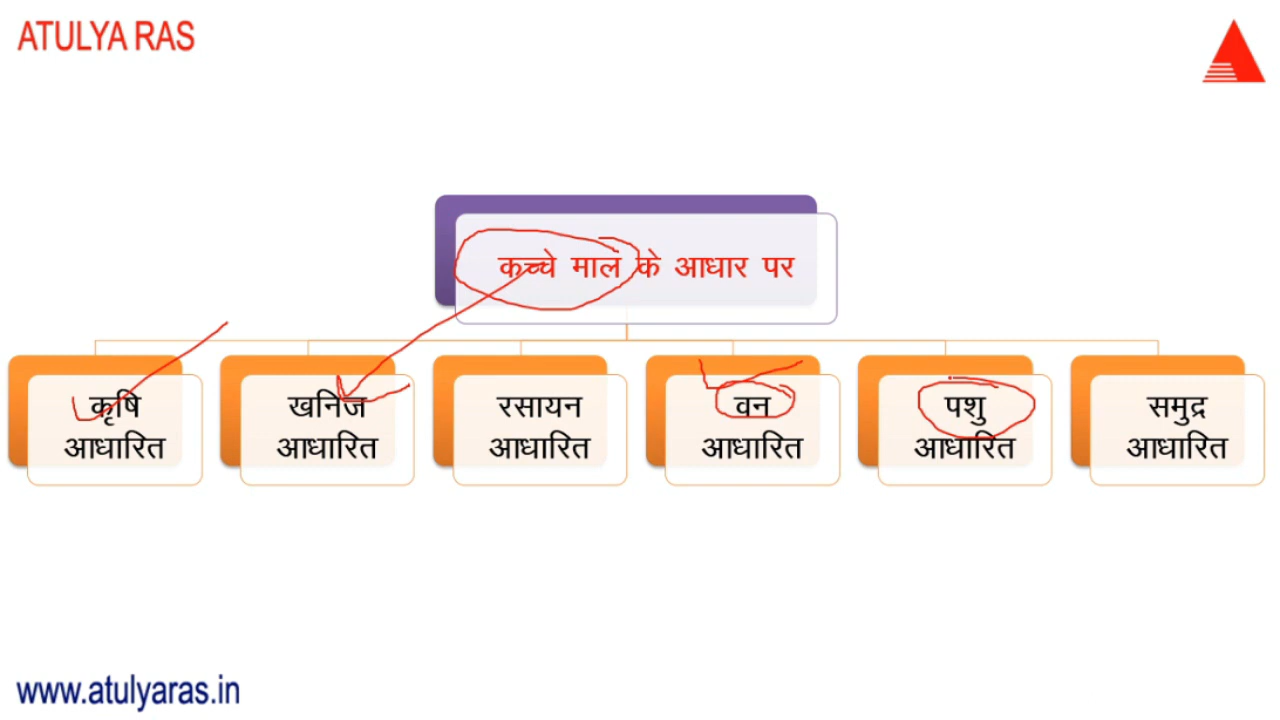 ATULYA RAS
कच्चे माल के आधार पर
कृषि
आधारित
खनिज
आधारित
रसायन
आधारित
वन
आधारित
पशु
आधारित
समुद्र
आधारित
www.atulyaras.in